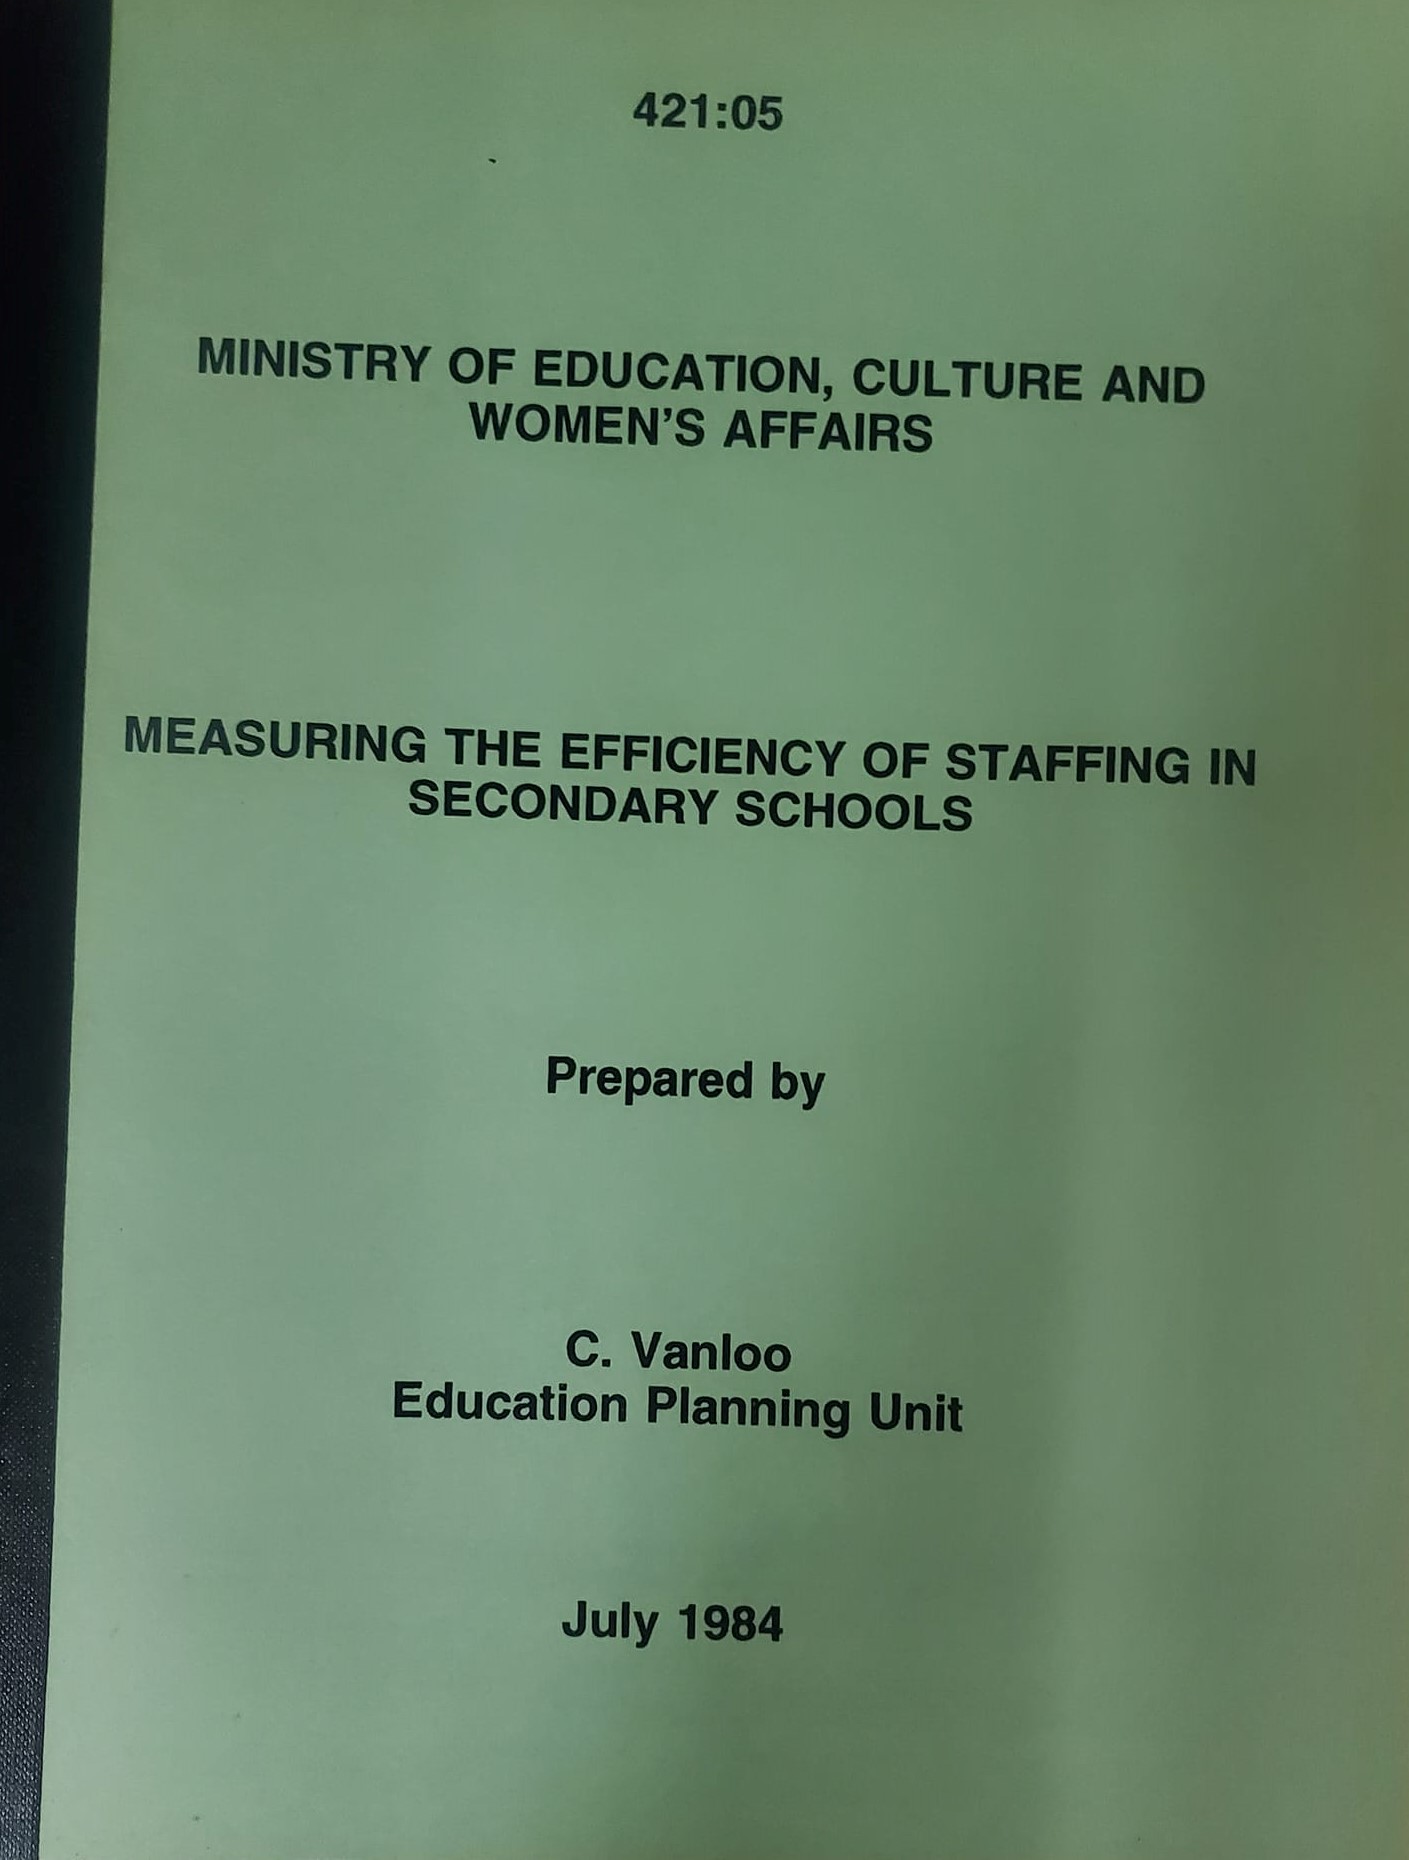 421:05
MINISTRY OF EDUCATION, CULTURE AND
WOMEN'S AFFAIRS
MEASURING THE EFFICIENCY OF STAFFING IN
SECONDARY SCHOOLS
Prepared by
C. Vanloo
Education Planning Unit
July 1984